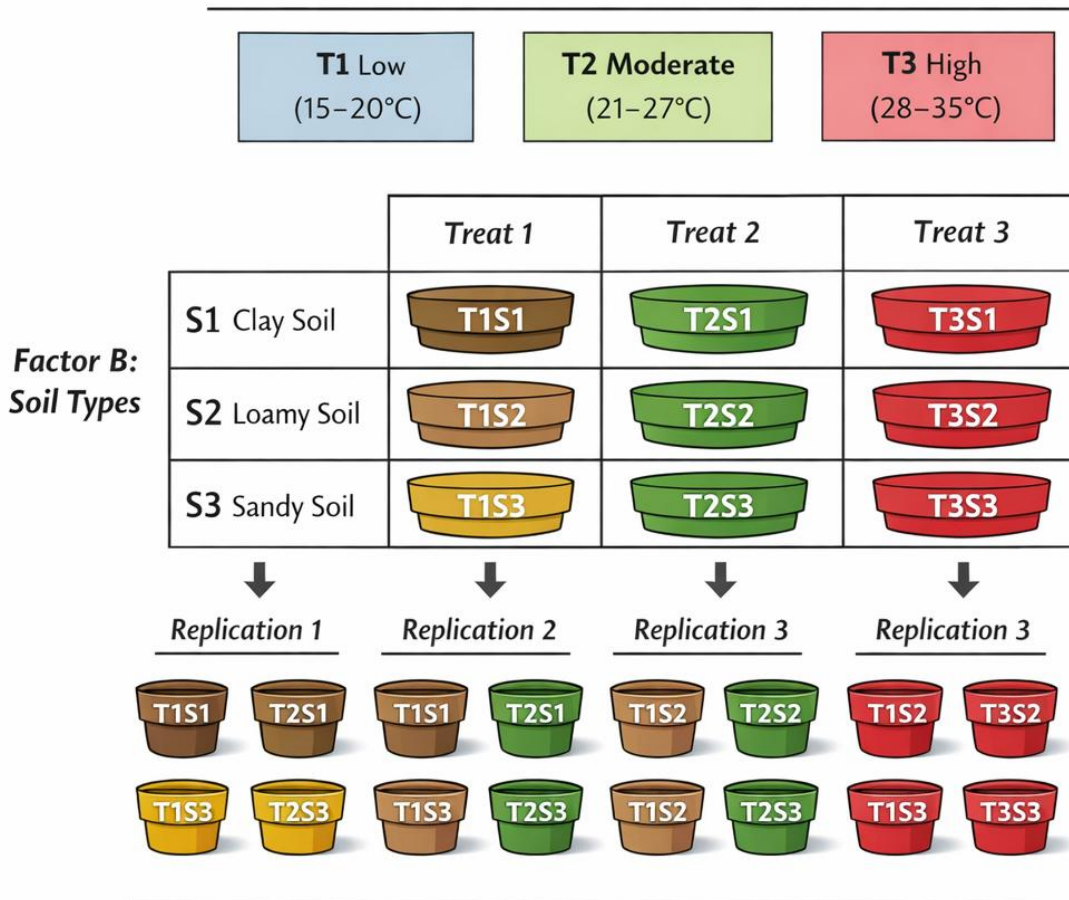 T1 Low
(15–20°C)
T2 Moderate
(21–27°C)
T3 High
(28–35°C)
Treat 1
Treat 2
Treat 3
Factor B:
Soil Types
S1 Clay Soil
T1S1
T2S1
T3S1
S2 Loamy Soil
T1S2
T2S2
T3S2
S3 Sandy Soil
T1S3
T2S3
T3S3
Replication 1
Replication 2
Replication 3
Replication 3
T1S1
T2S1
T1S1
T2S1
T1S2
T2S2
T1S2
T3S2
T1S3
T2S3
T1S3
T2S3
T1S2
T2S3
T1S3
T3S3